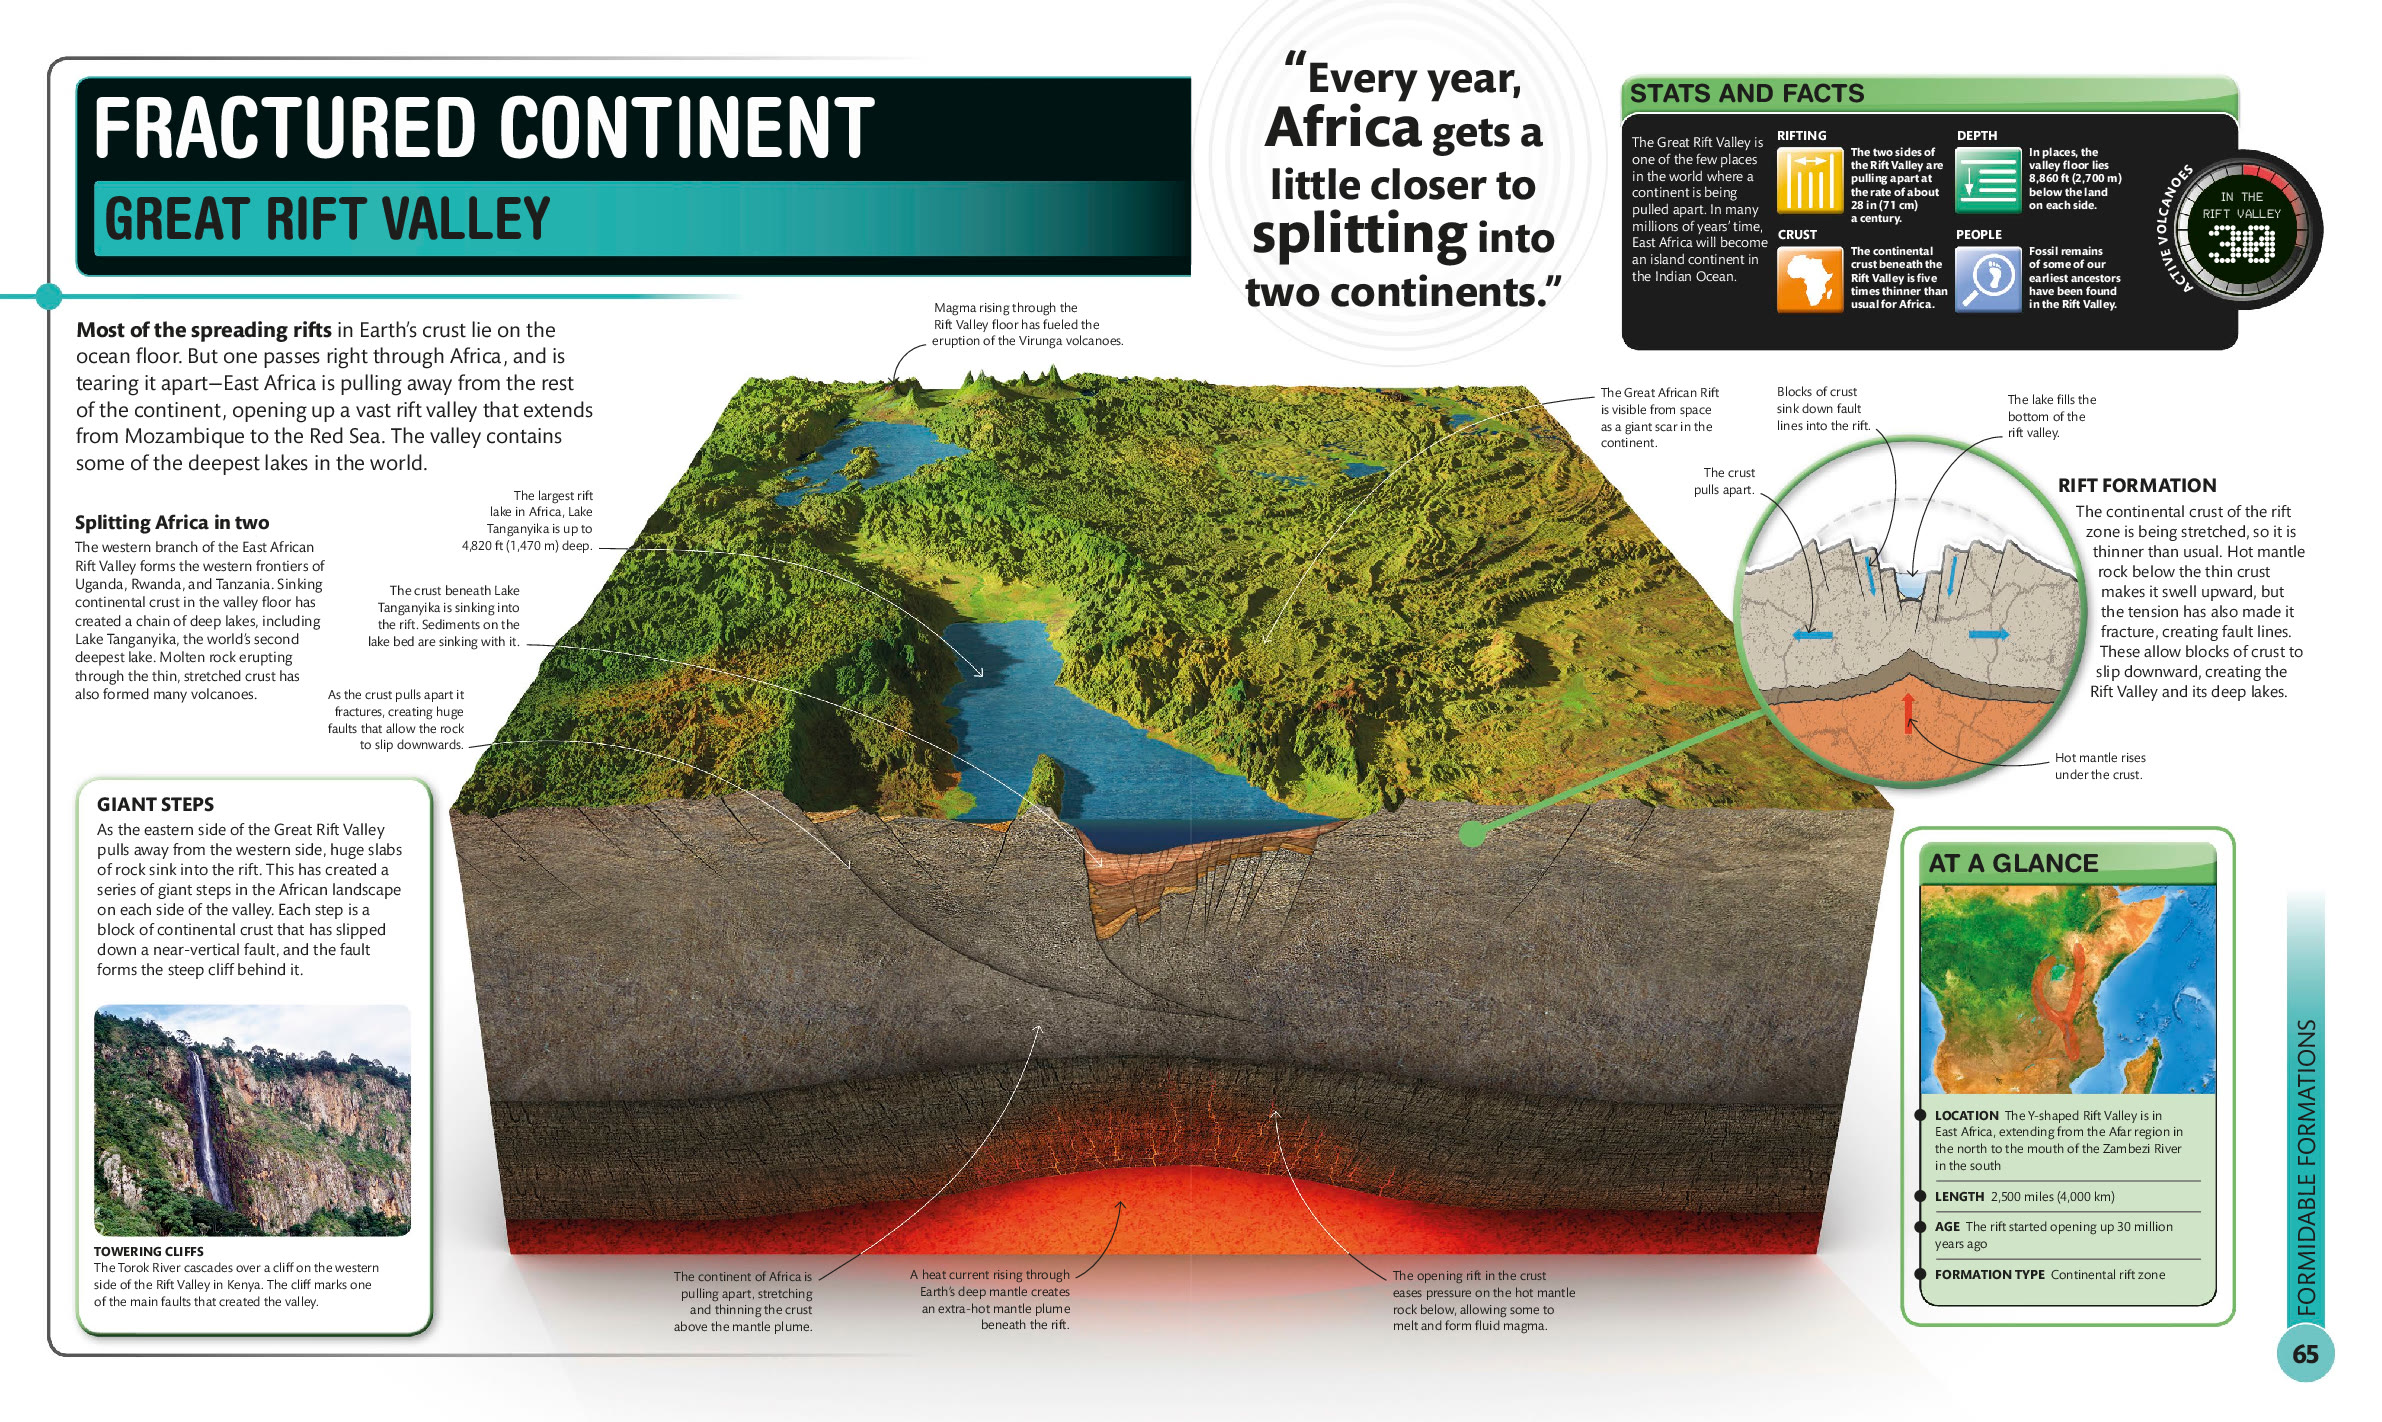 FRACTURED CONTINENT
GREAT RIFT VALLEY
“Every year,
Africa gets a
little closer to
splitting into
two continents.”
STATS AND FACTS
The Great Rift Valley is
one of the few places
in the world where a
continent is being
pulled apart. In many
millions of years’ time,
East Africa will become
an island continent in
the Indian Ocean.
RIFTING
The two sides of
the Rift Valley are
pulling apart at
the rate of about
28 in (71 cm)
a century.
DEPTH
In places, the
valley floor lies
8,860 ft (2,700 m)
below the land
on each side.
CRUST
The continental
crust beneath the
Rift Valley is five
times thinner than
usual for Africa.
PEOPLE
Fossil remains
of some of our
earliest ancestors
have been found
in the Rift Valley.
ACTIVE VOLCANOES
IN THE
RIFT VALLEY
30
Most of the spreading rifts in Earth’s crust lie on the
ocean floor. But one passes right through Africa, and is
tearing it apart—East Africa is pulling away from the rest
of the continent, opening up a vast rift valley that extends
from Mozambique to the Red Sea. The valley contains
some of the deepest lakes in the world.
Splitting Africa in two
The western branch of the East African
Rift Valley forms the western frontiers of
Uganda, Rwanda, and Tanzania. Sinking
continental crust in the valley floor has
created a chain of deep lakes, including
Lake Tanganyika, the world’s second
deepest lake. Molten rock erupting
through the thin, stretched crust has
also formed many volcanoes.
Magma rising through the
Rift Valley floor has fueled the
eruption of the Virunga volcanoes.
The largest rift
lake in Africa, Lake
Tanganyika is up to
4,820 ft (1,470 m) deep.
The crust beneath Lake
Tanganyika is sinking into
the rift. Sediments on the
lake bed are sinking with it.
As the crust pulls apart it
fractures, creating huge
faults that allow the rock
to slip downwards.
The Great African Rift
is visible from space
as a giant scar in the
continent.
Blocks of crust
sink down fault
lines into the rift.
The lake fills the
bottom of the
rift valley.
The crust
pulls apart.
RIFT FORMATION
The continental crust of the rift
zone is being stretched, so it is
thinner than usual. Hot mantle
rock below the thin crust
makes it swell upward, but
the tension has also made it
fracture, creating fault lines.
These allow blocks of crust to
slip downward, creating the
Rift Valley and its deep lakes.
Hot mantle rises
under the crust.
GIANT STEPS
As the eastern side of the Great Rift Valley
pulls away from the western side, huge slabs
of rock sink into the rift. This has created a
series of giant steps in the African landscape
on each side of the valley. Each step is a
block of continental crust that has slipped
down a near-vertical fault, and the fault
forms the steep cliff behind it.
TOWERING CLIFFS
The Torok River cascades over a cliff on the western
side of the Rift Valley in Kenya. The cliff marks one
of the main faults that created the valley.
The continent of Africa is
pulling apart, stretching
and thinning the crust
above the mantle plume.
A heat current rising through
Earth’s deep mantle creates
an extra-hot mantle plume
beneath the rift.
The opening rift in the crust
eases pressure on the hot mantle
rock below, allowing some to
melt and form fluid magma.
AT A GLANCE
LOCATION The Y-shaped Rift Valley is in
East Africa, extending from the Afar region in
the north to the mouth of the Zambezi River
in the south
LENGTH 2,500 miles (4,000 km)
AGE The rift started opening up 30 million
years ago
FORMATION TYPE Continental rift zone
FORMIDABLE FORMATIONS
65